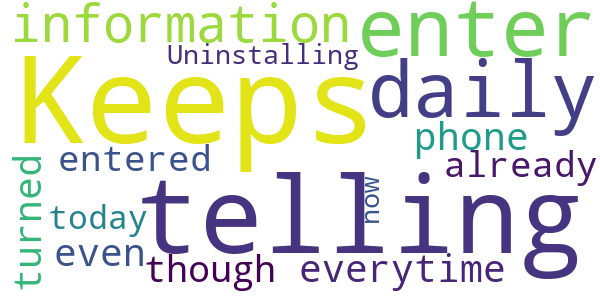 information
enter
Uninstalling
Keeps
daily
phone
entered
already
turned
telling
now
today
even
though
everytime